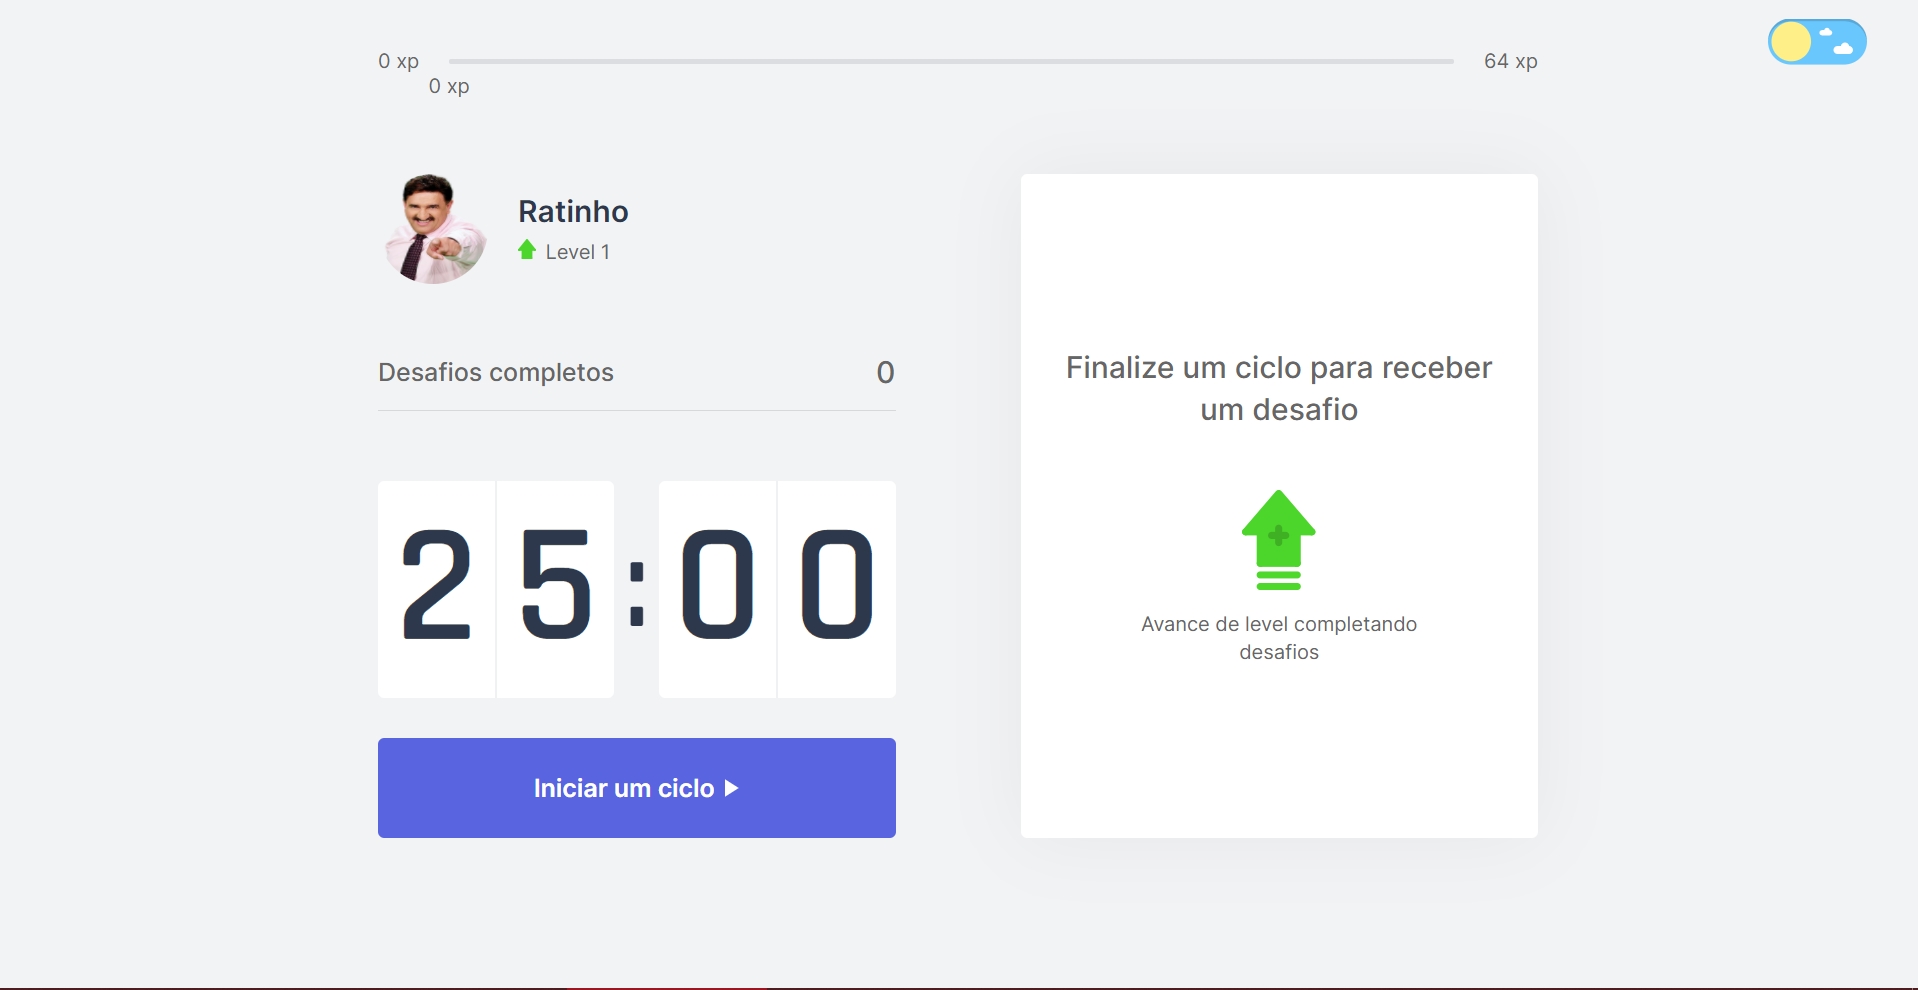 0 xp
64 xp
0 xp
Ratinho
Level 1
Desafios completos
0
25:00
Iniciar um ciclo
Finalize um ciclo para receber
um desafio
Avance de level completando
desafios